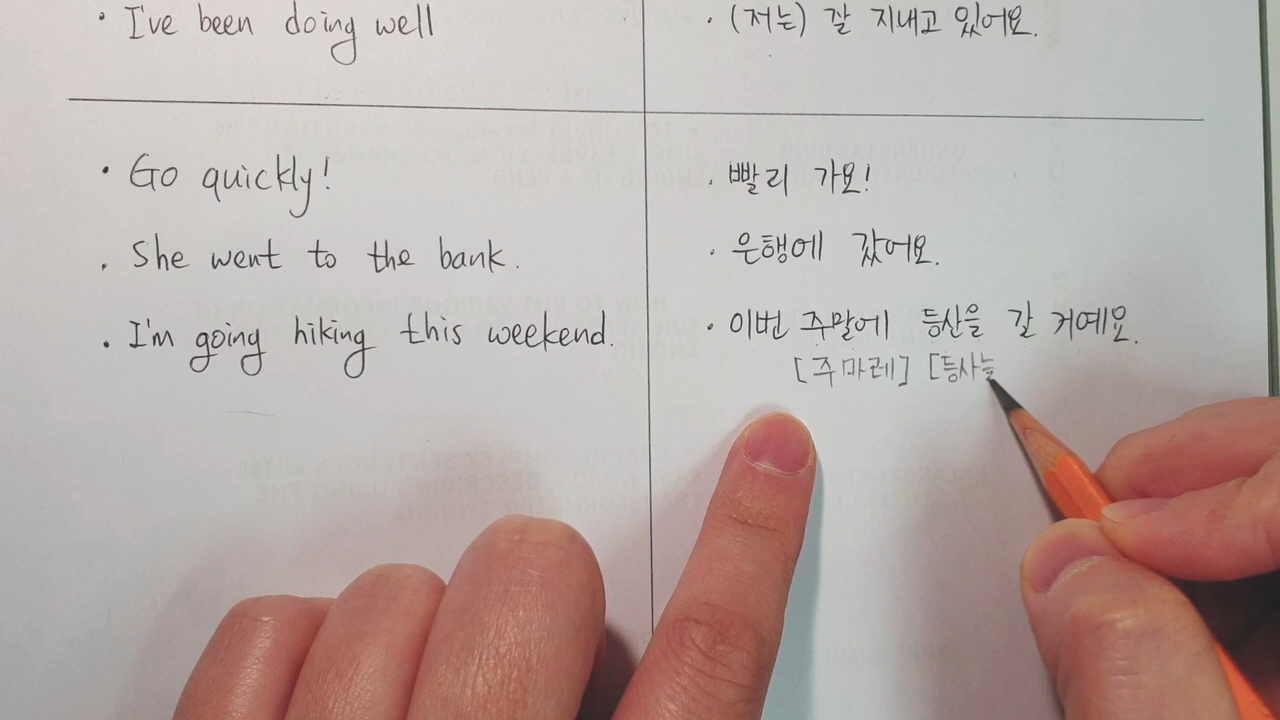 · I've been doing well
· (저는) 잘 지내고 있어요.
· Go quickly!
· 빨리 가요!
· She went to the bank.
· 은행에 갔어요.
· I'm going hiking this weekend.
· 이번 주말에 등산을 갈 거예요.
[주마레] [등사늘